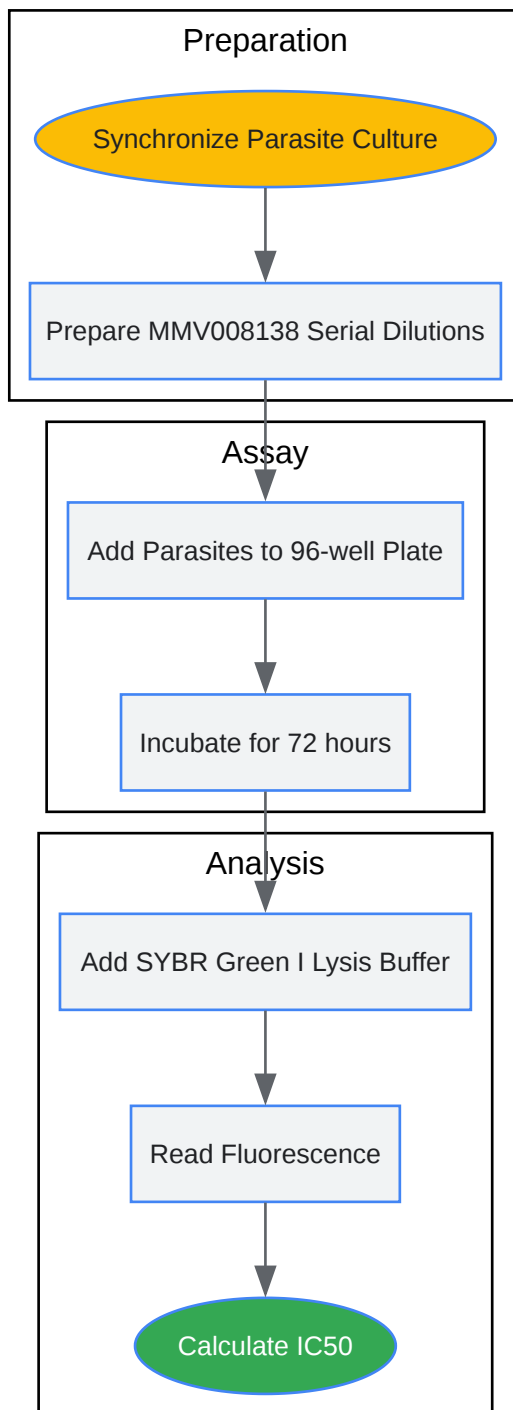 Preparation
Synchronize Parasite Culture
Prepare MMV008138 Serial Dilutions
Assay
Add Parasites to 96-well Plate
Incubate for 72 hours
Analysis
Add SYBR Green I Lysis Buffer
Read Fluorescence
Calculate IC50